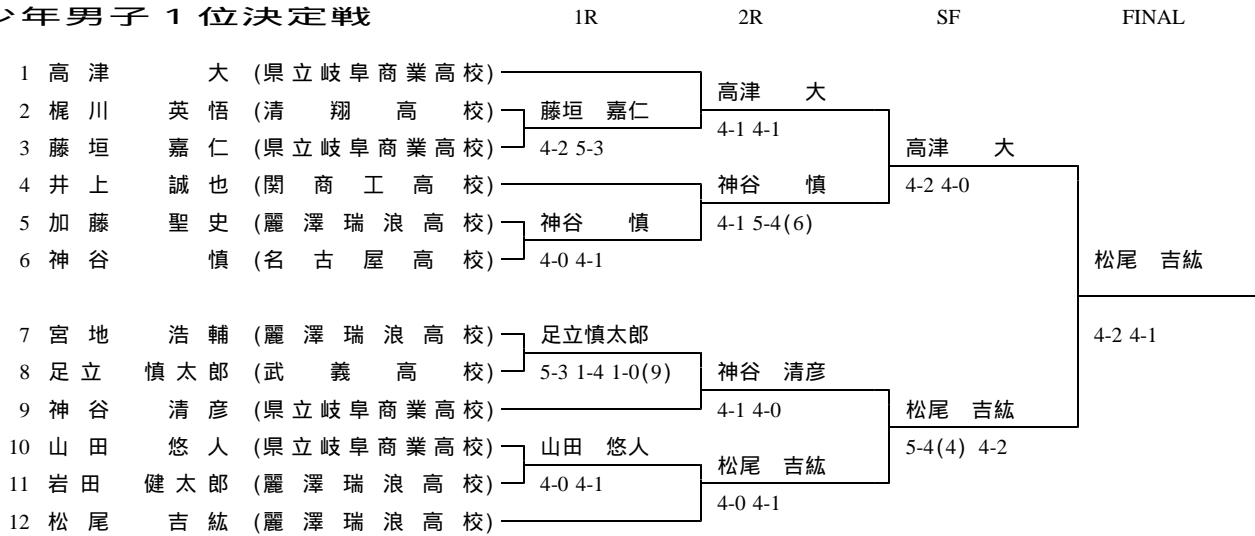 少年男子１位決定戦 1R 2R SF FINAL
1 高津 大 (県立岐阜商業高校)
高津 大
2 梶川 英悟 (清翔高校) 藤垣 嘉仁
4-1 4-1
3 藤垣 嘉仁 (県立岐阜商業高校) 4-2 5-3 高津 大
4 井上 誠也 (関商工高校) 神谷 慎 4-2 4-0
5 加藤 聖史 (麗澤瑞浪高校) 神谷 慎 4-1 5-4(6)
6 神谷 慎 (名古屋高校) 4-0 4-1 松尾 吉紘
7 宮地 浩輔 (麗澤瑞浪高校) 足立慎太郎 4-2 4-1
8 足立 慎太郎 (武義高校) 5-3 1-4 1-0(9) 神谷 清彦
9 神谷 清彦 (県立岐阜商業高校) 4-1 4-0 松尾 吉紘
10 山田 悠人 (県立岐阜商業高校) 山田 悠人 5-4(4) 4-2
松尾 吉紘
11 岩田 健太郎 (麗澤瑞浪高校) 4-0 4-1
4-0 4-1
12 松尾 吉紘 (麗澤瑞浪高校)